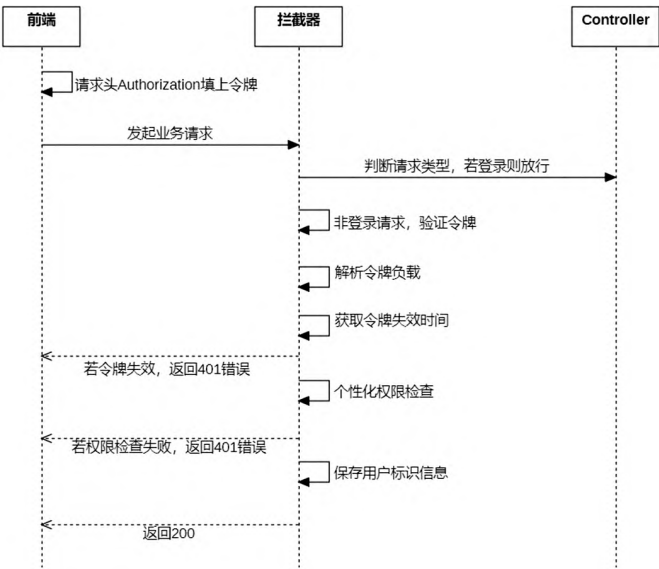 前端
拦截器
Controller
请求头Authorization填上令牌
发起业务请求
判断请求类型，若登录则放行
非登录请求，验证令牌
解析令牌负载
获取令牌失效时间
若令牌失效，返回401错误
个性化权限检查
若权限检查失败，返回401错误
保存用户标识信息
返回200